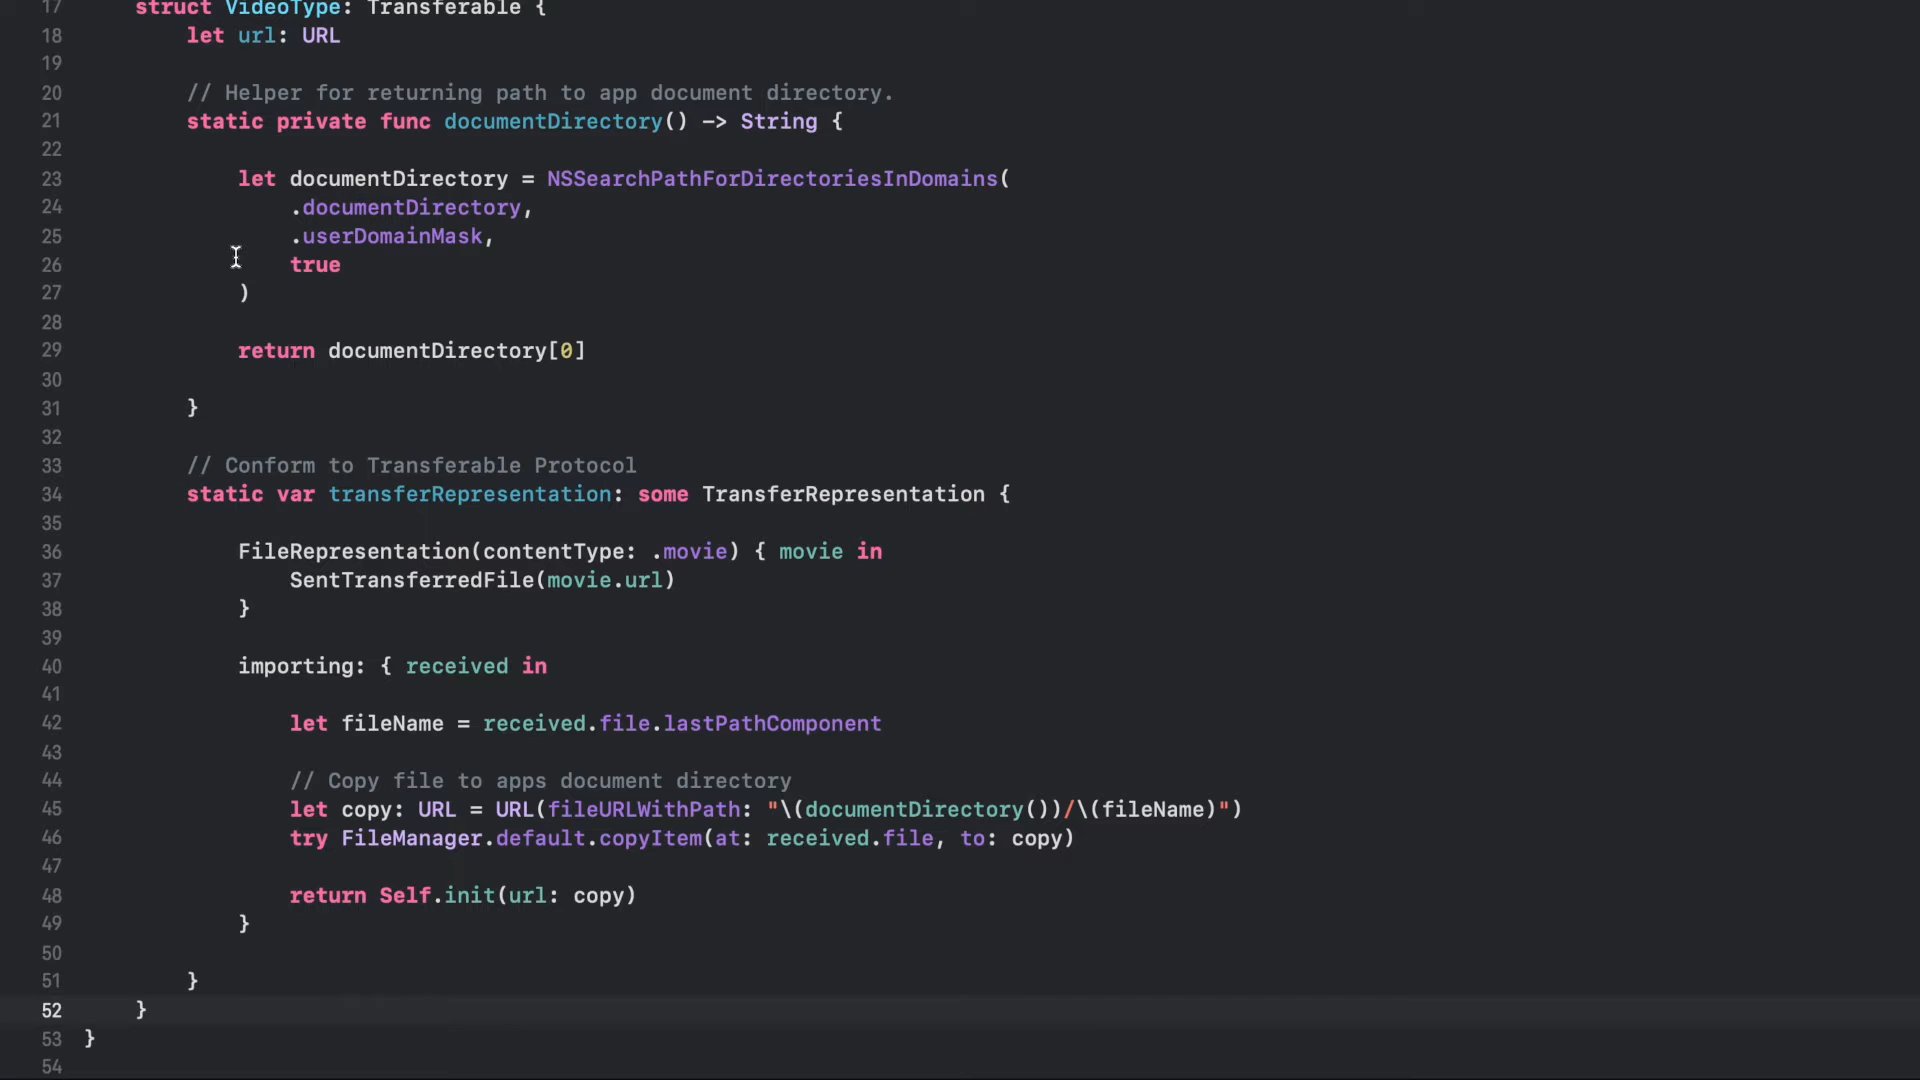 17 struct VideoType: Transferable {
18 let url: URL
19
20 // Helper for returning path to app document directory.
21 static private func documentDirectory() -> String {
22
23 let documentDirectory = NSSearchPathForDirectoriesInDomains(
24 .documentDirectory,
25 .userDomainMask,
26 true
27 )
28
29 return documentDirectory[0]
30
31 }
32
33 // Conform to Transferable Protocol
34 static var transferRepresentation: some TransferRepresentation {
35
36 FileRepresentation(contentType: .movie) { movie in
37 SentTransferredFile(movie.url)
38 }
39
40 importing: { received in
41
42 let fileName = received.file.lastPathComponent
43
44 // Copy file to apps document directory
45 let copy: URL = URL(fileURLWithPath: "\(documentDirectory())/\(fileName)")
46 try FileManager.default.copyItem(at: received.file, to: copy)
47
48 return Self.init(url: copy)
49 }
50
51 }
52 }
53 }
54